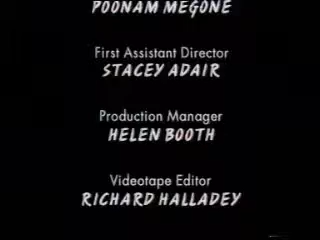 POONAM MEGONE
First Assistant Director
STACEY ADAIR
Production Manager
HELEN BOOTH
Videotape Editor
RICHARD HALLADEY